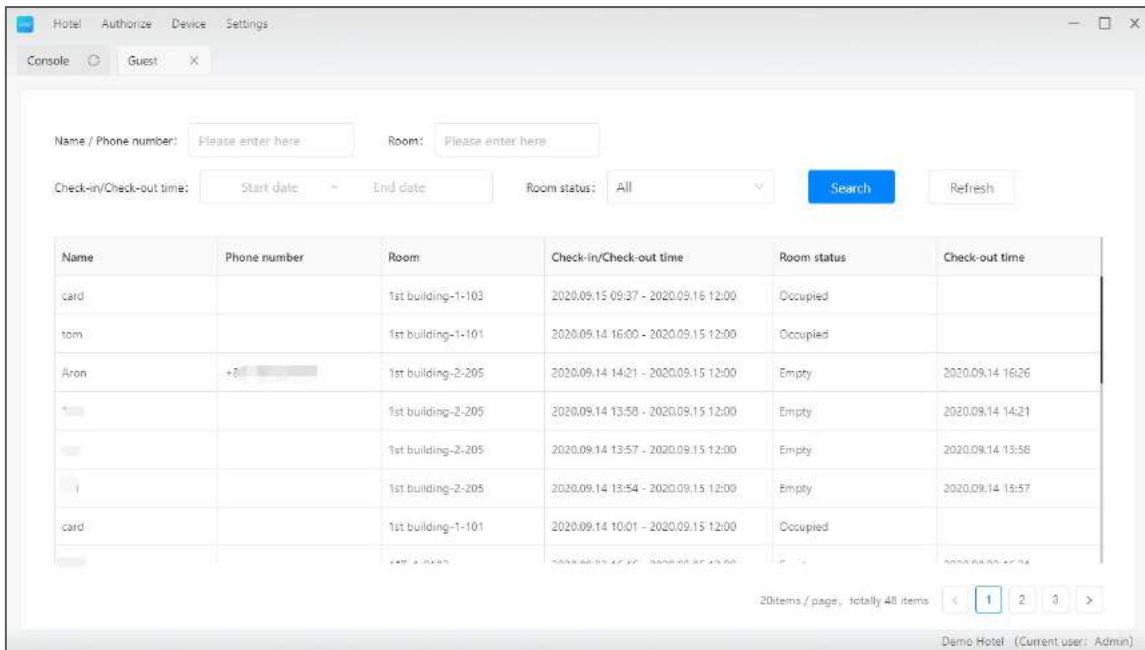 Hotel Authorize Device Settings
Console Guest
Name / Phone number: Please enter here Room: Please enter here
Check-in/Check-out time: Start date ~ End date Room status: All Search Refresh
Name Phone number Room Check-in/Check-out time Room status Check-out time
card 1st building-1-103 2020.09.15 09:37 - 2020.09.16 12:00 Occupied
tom 1st building-1-101 2020.09.14 16:00 - 2020.09.15 12:00 Occupied
Aron 1st building-2-205 2020.09.14 14:21 - 2020.09.15 12:00 Empty 2020.09.14 16:26
1st building-2-205 2020.09.14 13:58 - 2020.09.15 12:00 Empty 2020.09.14 14:21
1st building-2-205 2020.09.14 13:57 - 2020.09.15 12:00 Empty 2020.09.14 13:58
1st building-2-205 2020.09.14 13:54 - 2020.09.15 12:00 Empty 2020.09.14 13:57
card 1st building-1-101 2020.09.14 10:01 - 2020.09.15 12:00 Occupied
20items / page, totally 48 items < 1 2 3 >
Demo Hotel (Current user: Admin)